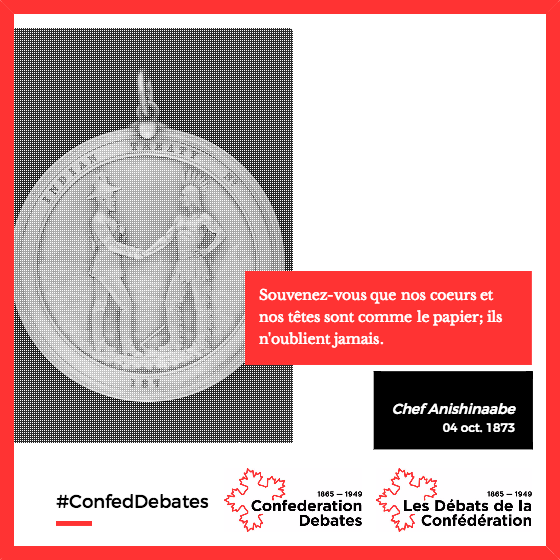 INDIAN TREATY No
187
Souvenez-vous que nos coeurs et
nos têtes sont comme le papier; ils
n'oublient jamais.
Chef Anishinaabe
04 oct. 1873
#ConfedDebates
1865 — 1949
Confederation
Debates
1865 — 1949
Les Débats de la
Confédération